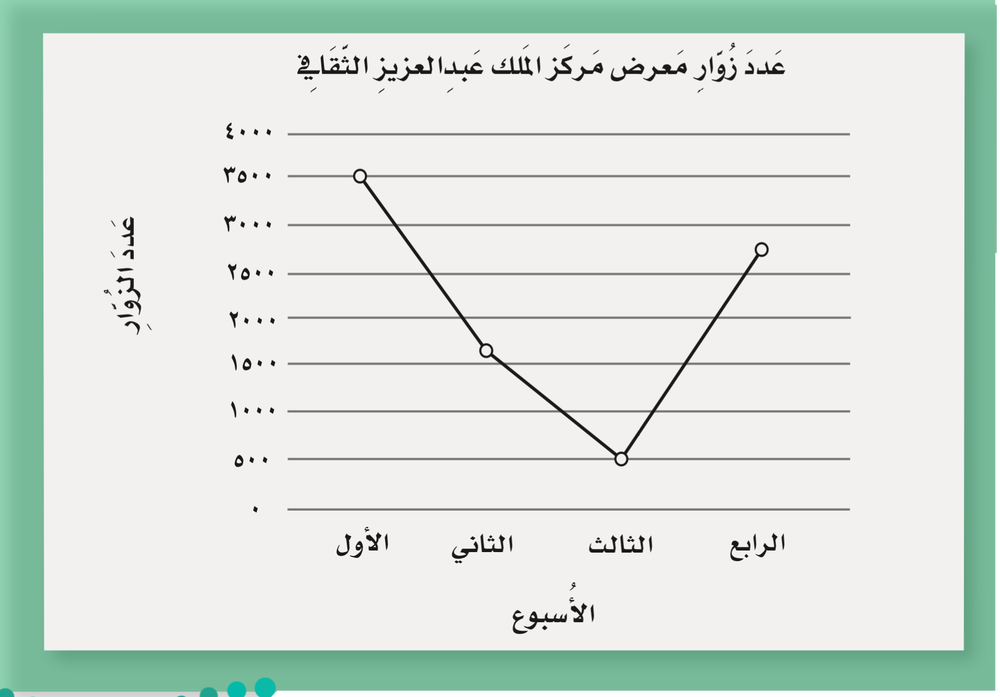 عَددَ زُوَّارِ مَعرض مَركَز المَلك عَبدِالعزيزِ الثَّقَافِي
٤٠٠٠
٣٥٠٠
٣٠٠٠
٢٥٠٠
٢٠٠٠
١٥٠٠
١٠٠٠
٥٠٠
٠
عَددَ الزُوَّارِ
الأول الثاني الثالث الرابع
الأُسبوع